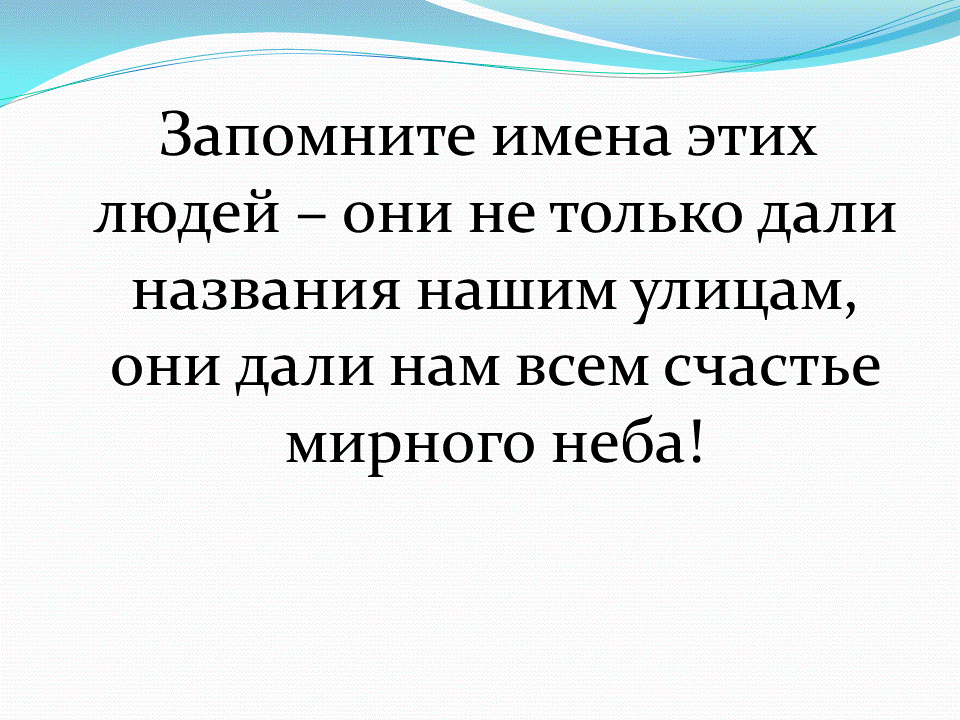 Запомните имена этих
людей – они не только дали
названия нашим улицам,
они дали нам всем счастье
мирного неба!